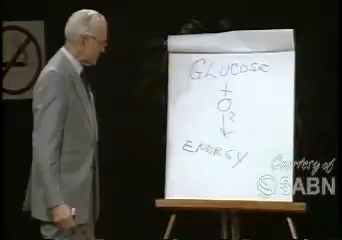 GLUCOSE
+
O2
ENERGY
Courtesy of
3ABN